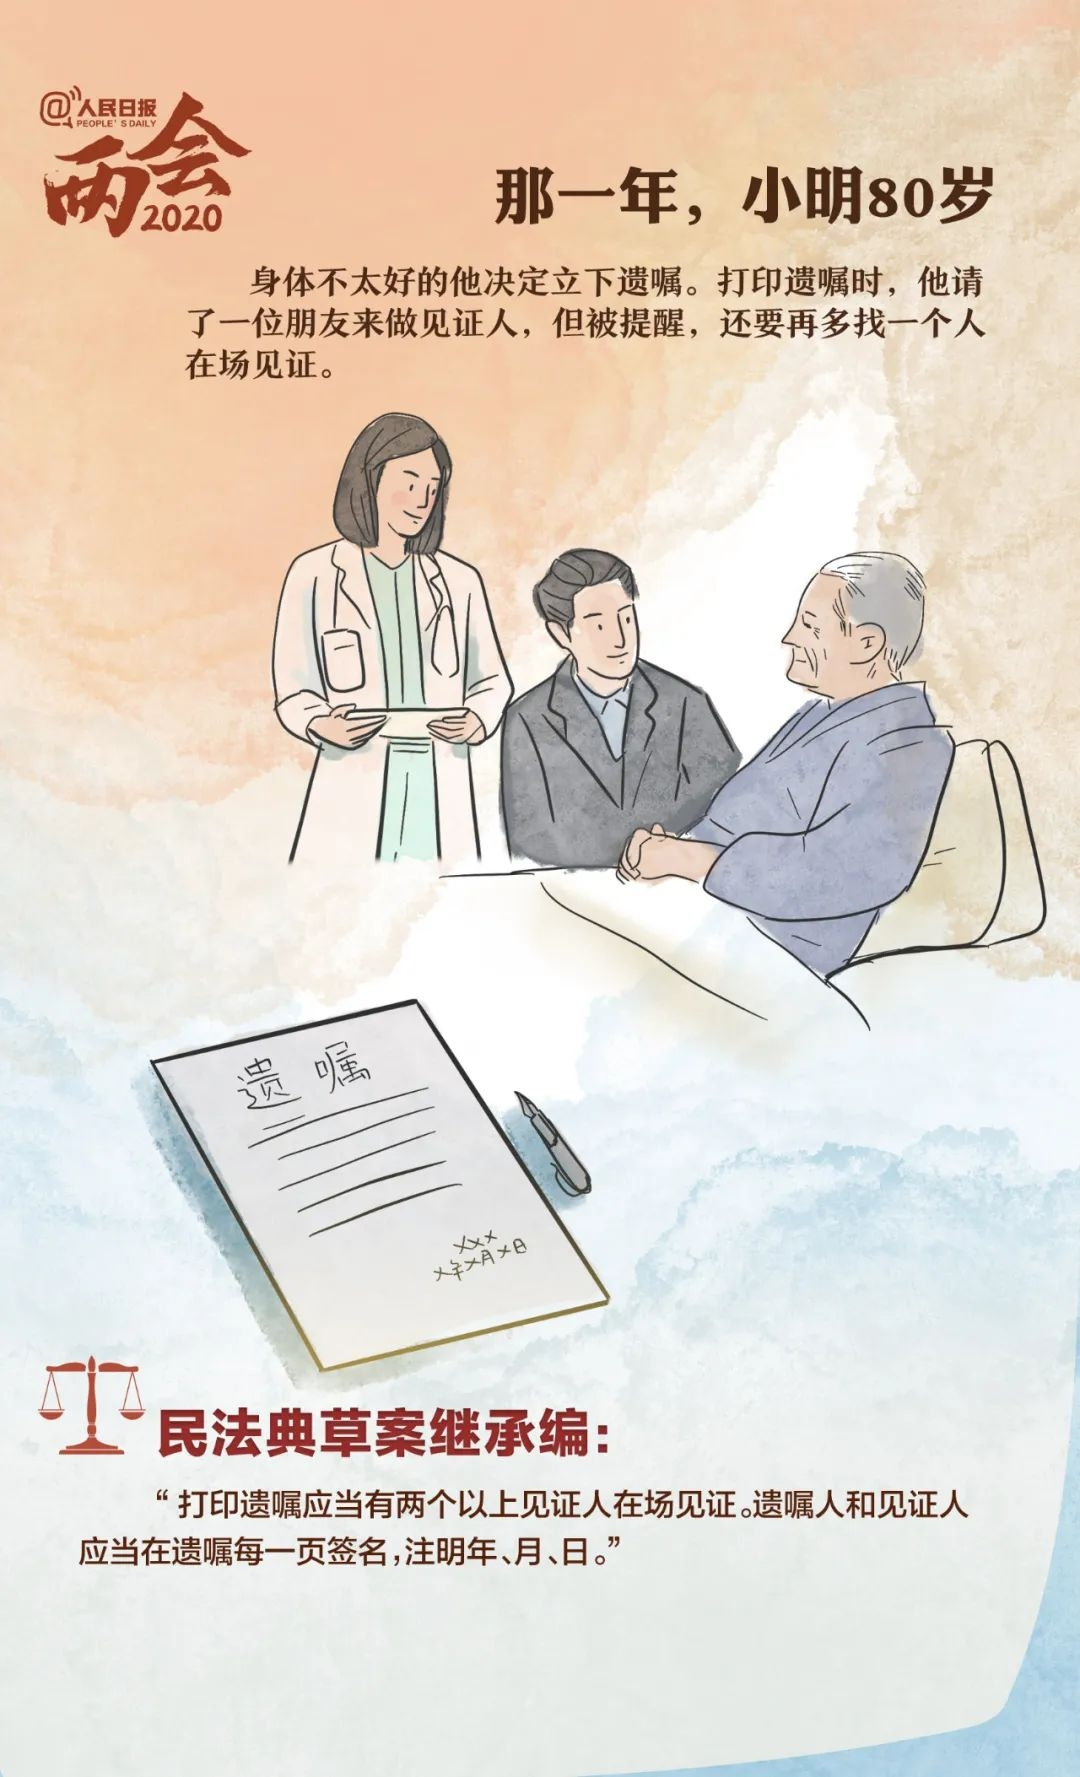 @人民日报
PEOPLE'S DAILY
两会
2020
那一年，小明80岁
身体不太好的他决定立下遗嘱。打印遗嘱时，他请
了一位朋友来做见证人，但被提醒，还要再多找一个人
在场见证。
遗嘱
XXX
X年X月X日
民法典草案继承编：
“打印遗嘱应当有两个以上见证人在场见证。遗嘱人和见证人
应当在遗嘱每一页签名，注明年、月、日。”